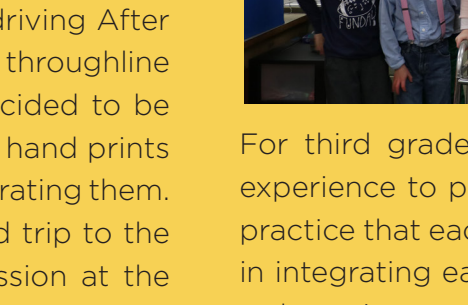 driving After
throughline
cided to be
hand prints
rating them.
d trip to the
ssion at the
FUNDAY
For third grade
experience to p
practice that eac
in integrating ea